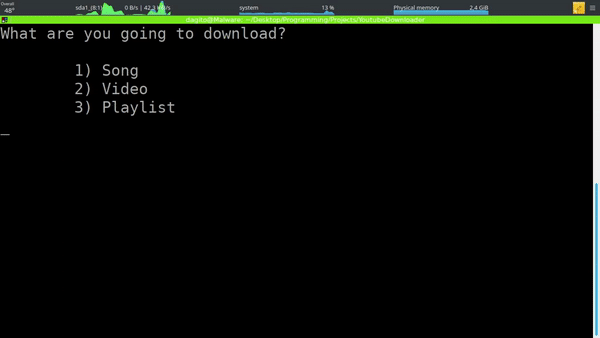 Overall
48°
sda1_(8:1) 0 B/s | 42,3
system 13 %
Physical memory 2,4 GiB
dagito@Malware: ~/Desktop/Programming/Projects/YoutubeDownloader
What are you going to download?
1) Song
2) Video
3) Playlist
_